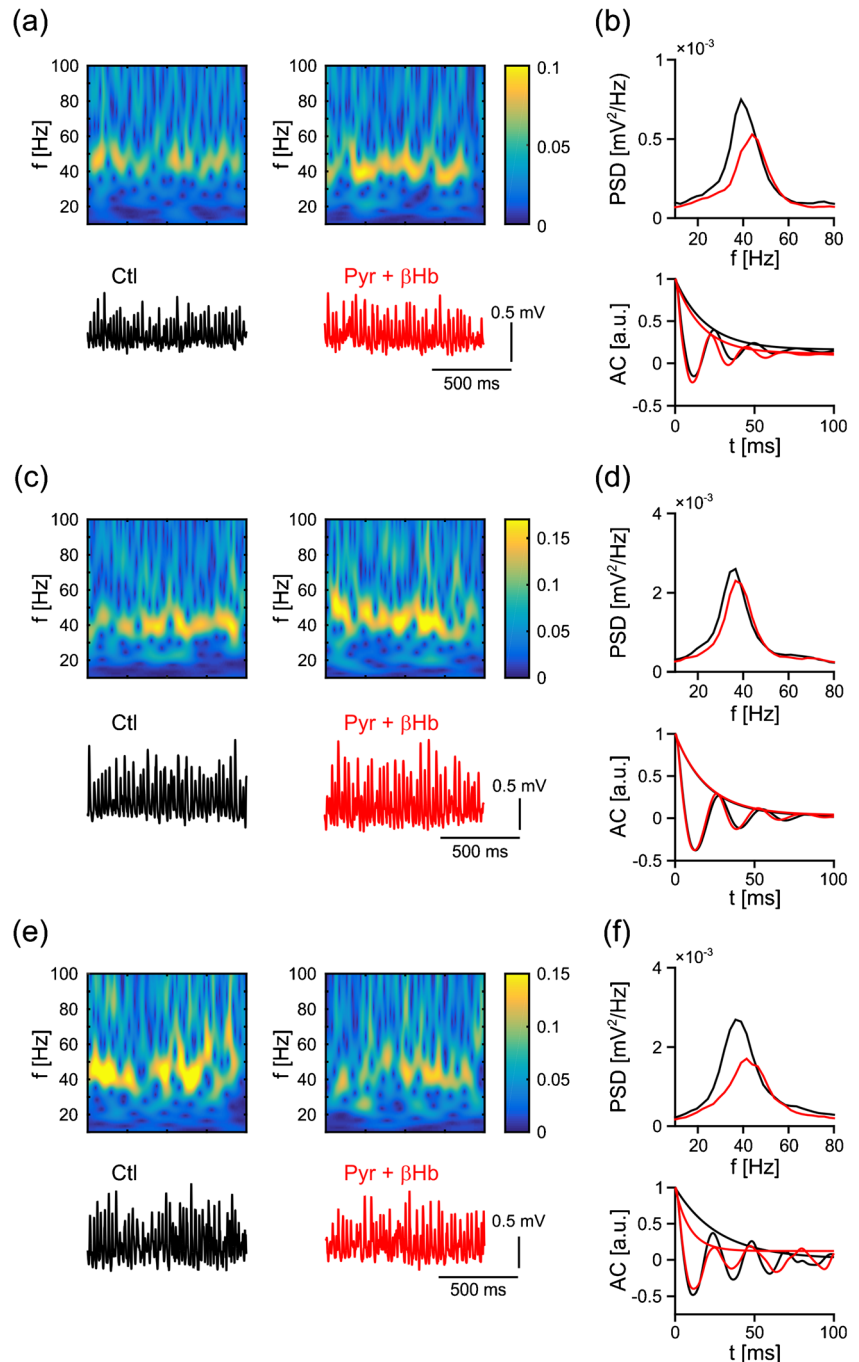 (a)
(b)
100
80
60
40
20
f [Hz]
100
80
60
40
20
f [Hz]
0.1
0.05
0
×10⁻³
1
0.5
0
PSD [mV²/Hz)
20 40 60 80
f [Hz]
Ctl
Pyr + βHb
0.5 mV
500 ms
1
0.5
0
-0.5
AC [a.u.]
0 50 100
t [ms]
(c)
(d)
100
80
60
40
20
f [Hz]
100
80
60
40
20
f [Hz]
0.15
0.1
0.05
0
×10⁻³
4
2
0
PSD [mV²/Hz]
20 40 60 80
f [Hz]
Ctl
Pyr + βHb
0.5 mV
500 ms
1
0.5
0
-0.5
AC [a.u.]
0 50 100
t [ms]
(e)
(f)
100
80
60
40
20
f [Hz]
100
80
60
40
20
f [Hz]
0.15
0.1
0.05
0
×10⁻³
4
2
0
PSD [mV²/Hz]
20 40 60 80
f [Hz]
Ctl
Pyr + βHb
0.5 mV
500 ms
1
0.5
0
-0.5
AC [a.u.]
0 50 100
t [ms]